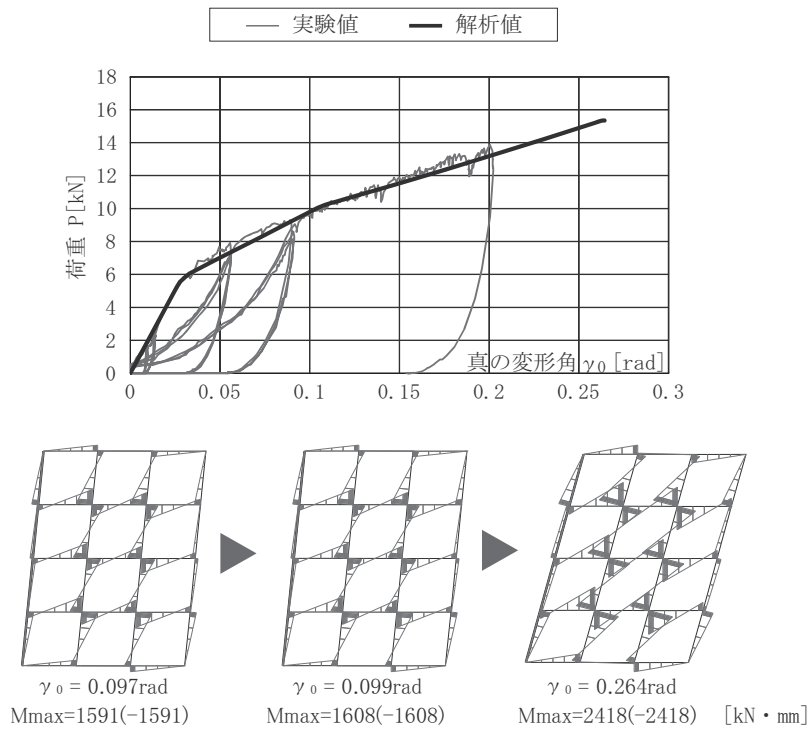 実験値 解析値
18
16
14
12
10
8
6
4
2
0
荷重 P[kN]
真の変形角 γ₀ [rad]
0 0.05 0.1 0.15 0.2 0.25 0.3
γ₀ = 0.097rad γ₀ = 0.099rad γ₀ = 0.264rad
Mmax=1591(-1591) Mmax=1608(-1608) Mmax=2418(-2418) [kN・mm]